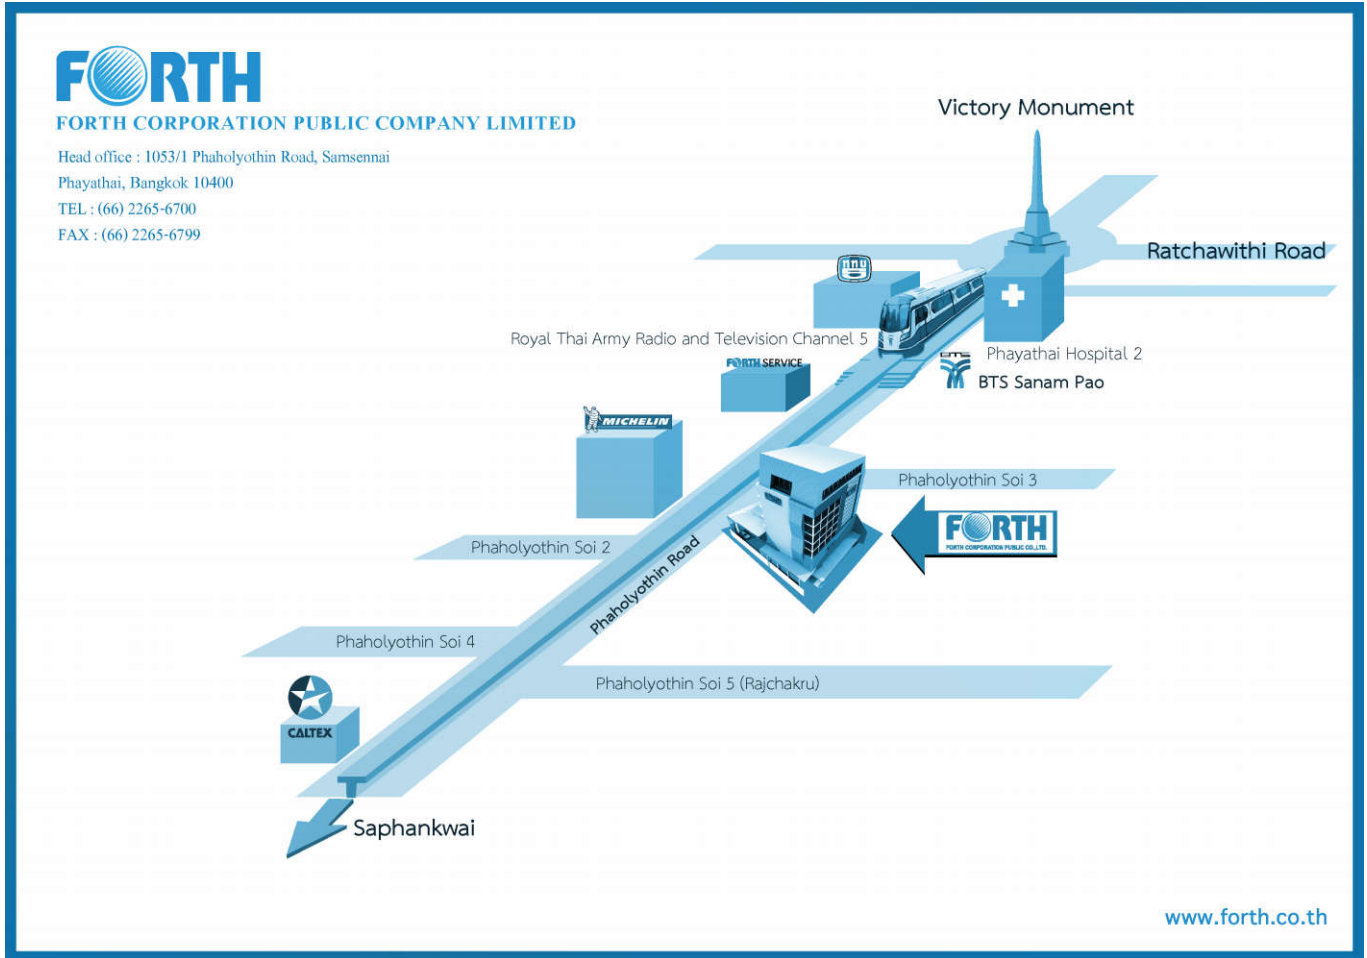 FORTH
FORTH CORPORATION PUBLIC COMPANY LIMITED
Head office : 1053/1 Phaholyothin Road, Samsennai
Phayathai, Bangkok 10400
TEL : (66) 2265-6700
FAX : (66) 2265-6799
Victory Monument
Ratchawithi Road
Royal Thai Army Radio and Television Channel 5
Phayathai Hospital 2
BTS
BTS Sanam Pao
FORTH SERVICE
MICHELIN
Phaholyothin Soi 3
FORTH
FORTH CORPORATION PUBLIC CO.,LTD.
Phaholyothin Soi 2
Phaholyothin Road
Phaholyothin Soi 4
Phaholyothin Soi 5 (Rajchakru)
CALTEX
Saphankwai
www.forth.co.th